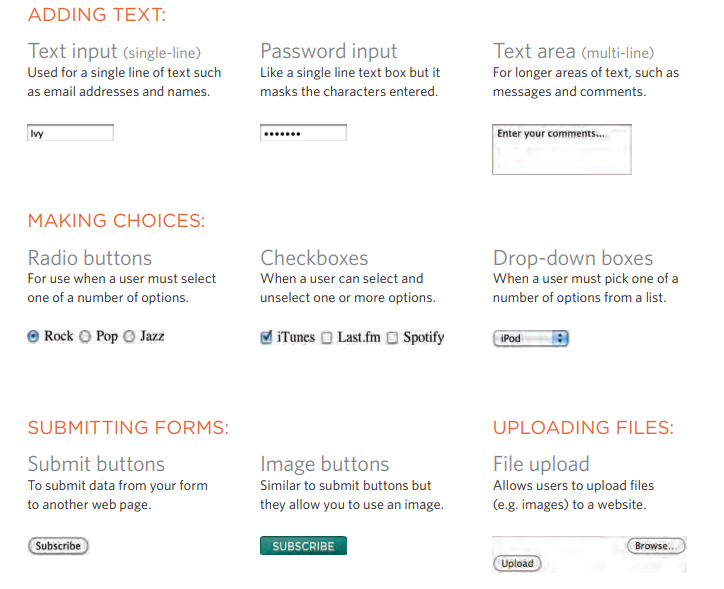 ADDING TEXT:
Text input (single-line)
Used for a single line of text such
as email addresses and names.
Ivy
Password input
Like a single line text box but it
masks the characters entered.
•••••••
Text area (multi-line)
For longer areas of text, such as
messages and comments.
Enter your comments...
MAKING CHOICES:
Radio buttons
For use when a user must select
one of a number of options.
Rock Pop Jazz
Checkboxes
When a user can select and
unselect one or more options.
iTunes Last.fm Spotify
Drop-down boxes
When a user must pick one of a
number of options from a list.
iPod
SUBMITTING FORMS:
Submit buttons
To submit data from your form
to another web page.
Subscribe
Image buttons
Similar to submit buttons but
they allow you to use an image.
SUBSCRIBE
UPLOADING FILES:
File upload
Allows users to upload files
(e.g. images) to a website.
Browse...
Upload